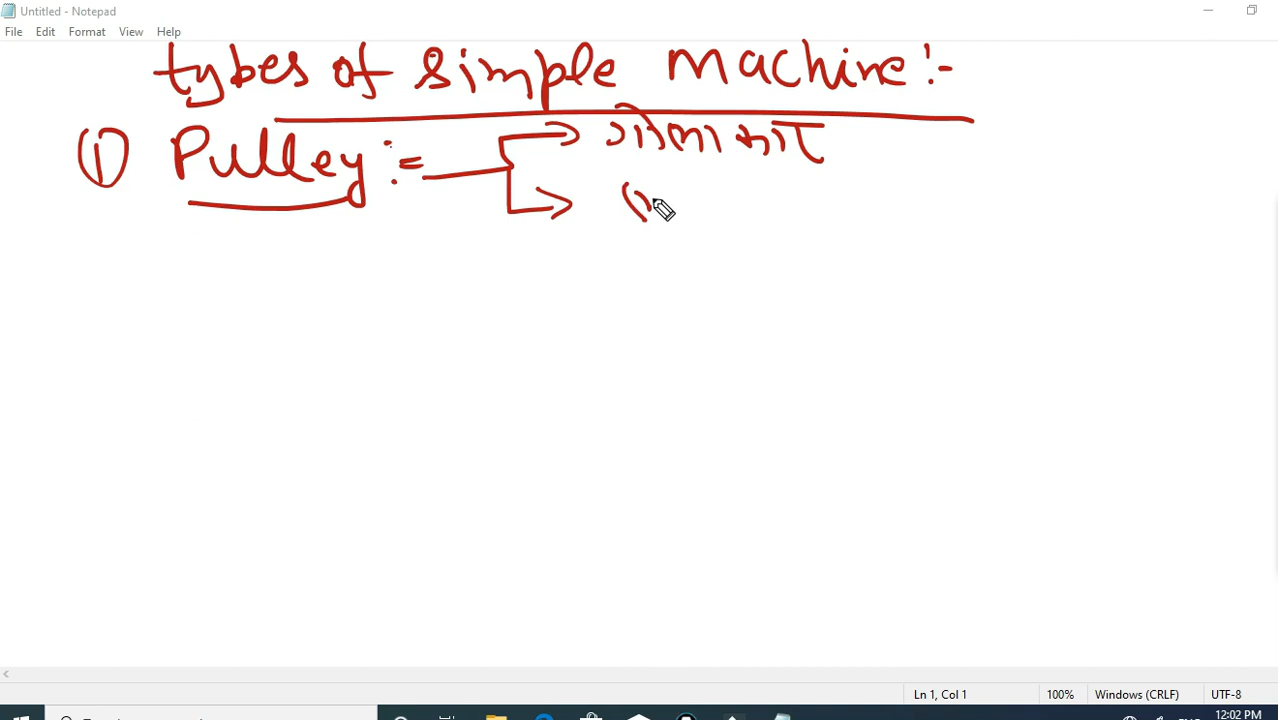 Untitled - Notepad
File Edit Format View Help
tybes of simple machine:-
① Pulley :=
Ln 1, Col 1 100% Windows (CRLF) UTF-8
12:02 PM